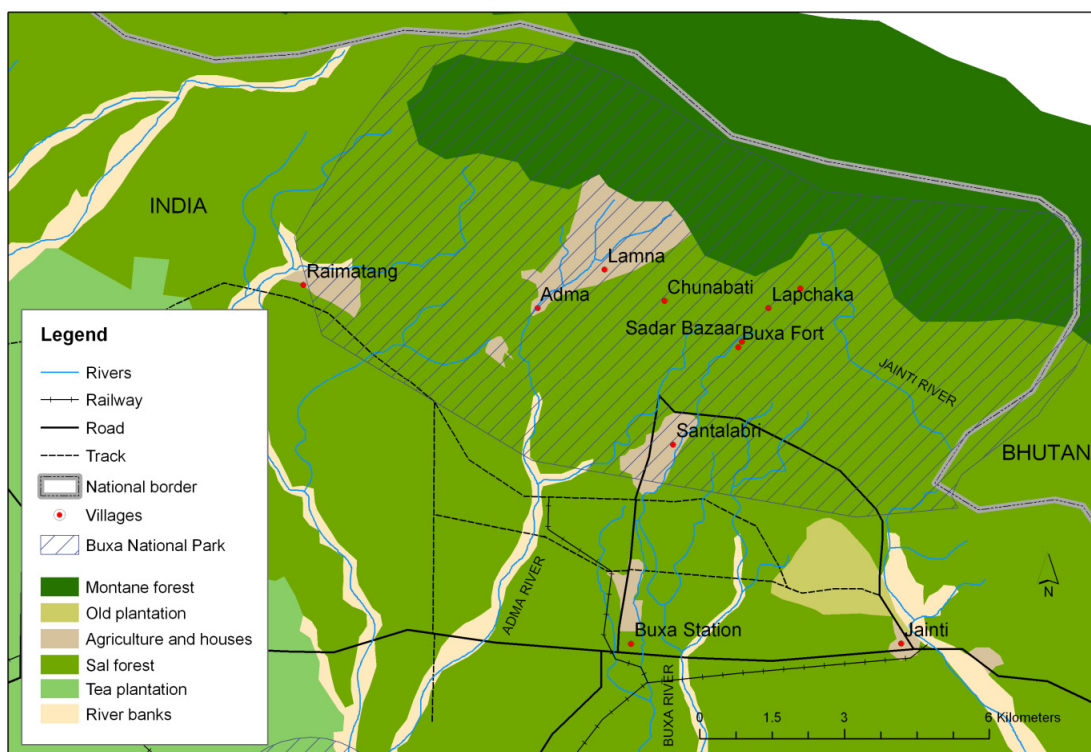 INDIA
Raimatang
Lamna
Adma
Chunabati
Lapchaka
Sadar Bazaar
Buxa Fort
JAINTI RIVER
Santalabri
BHUTAN
ADMA RIVER
Buxa Station
BUXA RIVER
Jainti
N
0 1.5 3 6 Kilometers
Legend
Rivers
Railway
Road
Track
National border
Villages
Buxa National Park
Montane forest
Old plantation
Agriculture and houses
Sal forest
Tea plantation
River banks